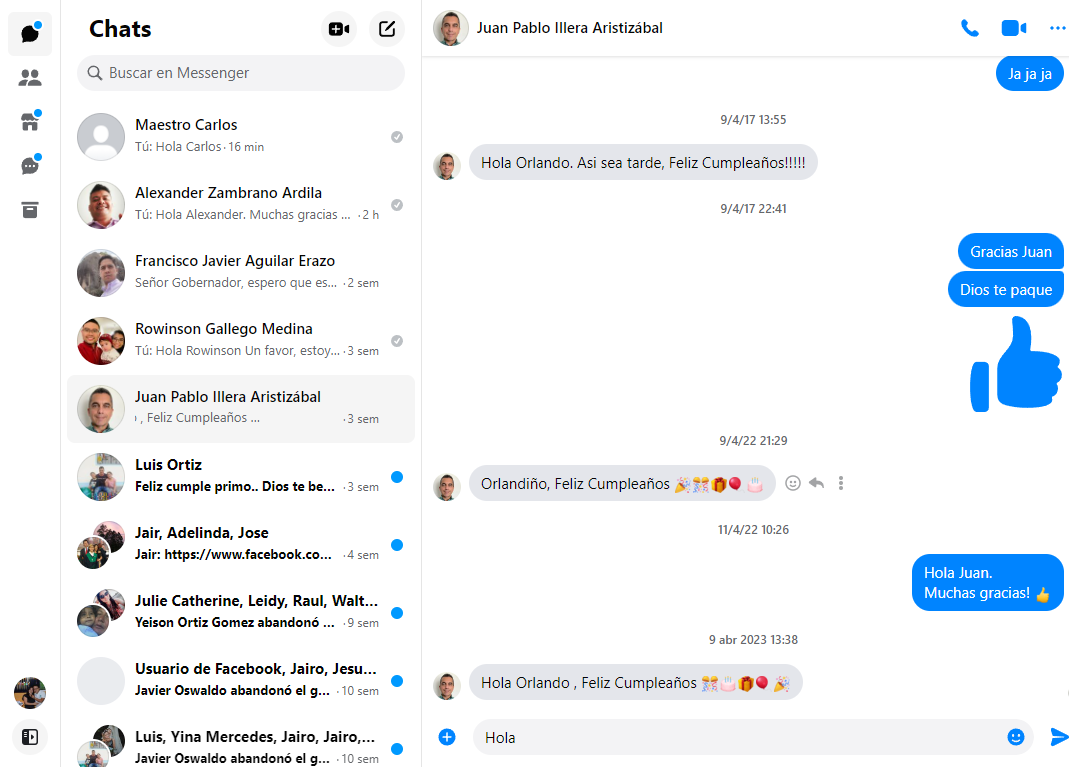 Chats
Buscar en Messenger
Maestro Carlos
Tú: Hola Carlos · 16 min
Alexander Zambrano Ardila
Tú: Hola Alexander. Muchas gracias ... · 2 h
Francisco Javier Aguilar Erazo
Señor Gobernador, espero que es... · 2 sem
Rowinson Gallego Medina
Tú: Hola Rowinson Un favor, estoy... · 3 sem
Juan Pablo Illera Aristizábal
, Feliz Cumpleaños ... · 3 sem
Luis Ortiz
Feliz cumple primo.. Dios te be... · 3 sem
Jair, Adelinda, Jose
Jair: https://www.facebook.co... · 4 sem
Julie Catherine, Leidy, Raul, Walt...
Yeison Ortiz Gomez abandonó ... · 9 sem
Usuario de Facebook, Jairo, Jesu...
Javier Oswaldo abandonó el g... · 10 sem
Luis, Yina Mercedes, Jairo, Jairo,...
Javier Oswaldo abandonó el g... · 10 sem
Juan Pablo Illera Aristizábal
Ja ja ja
9/4/17 13:55
Hola Orlando. Asi sea tarde, Feliz Cumpleaños!!!!!
9/4/17 22:41
Gracias Juan
Dios te paque
9/4/22 21:29
Orlandiño, Feliz Cumpleaños 🎉🎊🎁🎈🎂
11/4/22 10:26
Hola Juan.
Muchas gracias! 👍
9 abr 2023 13:38
Hola Orlando , Feliz Cumpleaños 🎊🎂🎁🎈🎉
Hola